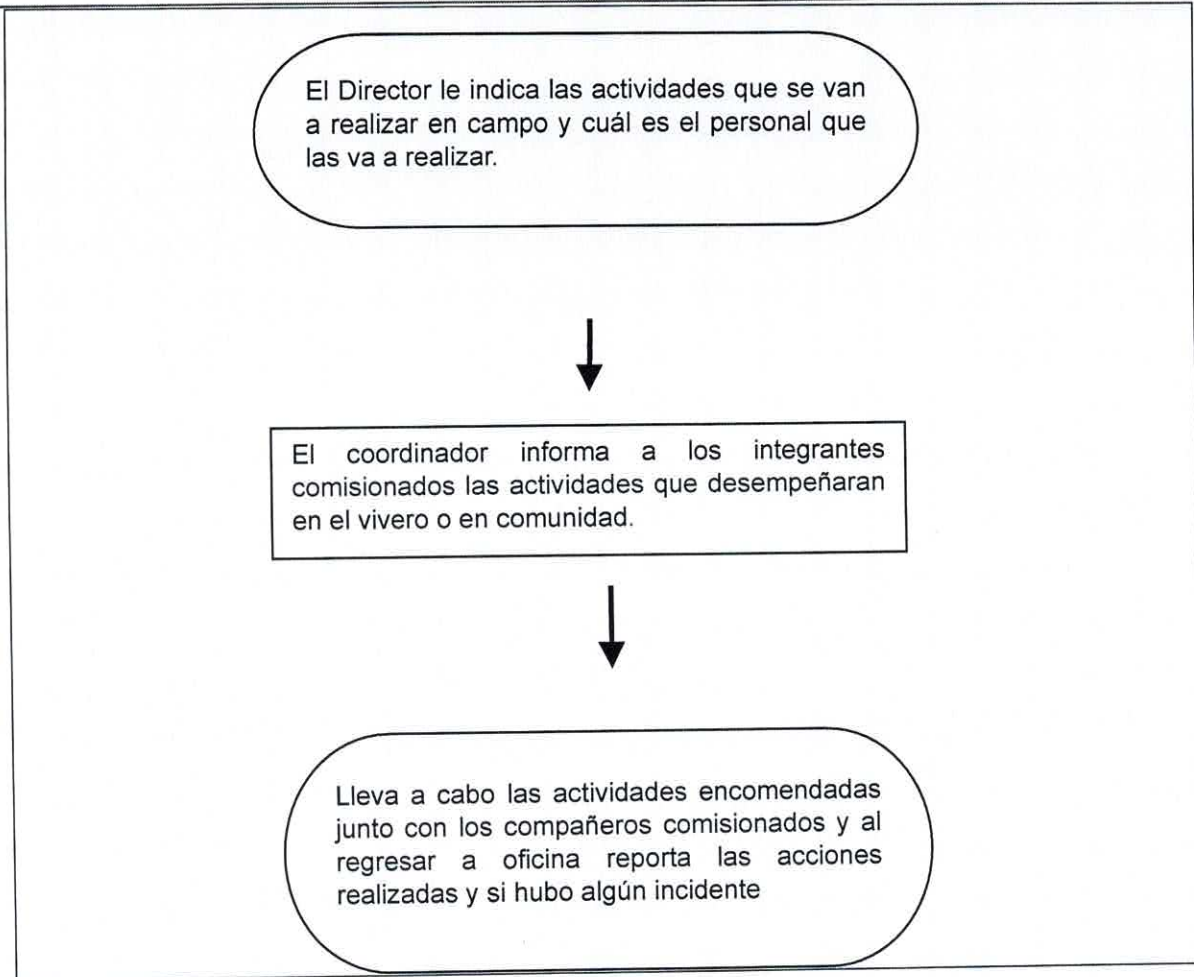 El Director le indica las actividades que se van
a realizar en campo y cuál es el personal que
las va a realizar.
El coordinador informa a los integrantes
comisionados las actividades que desempeñaran
en el vivero o en comunidad.
Lleva a cabo las actividades encomendadas
junto con los compañeros comisionados y al
regresar a oficina reporta las acciones
realizadas y si hubo algún incidente